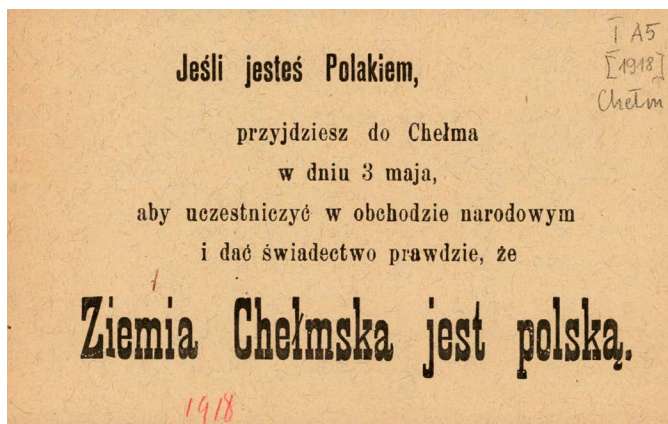 I A5
[1918]
Chełm
Jeśli jesteś Polakiem,
przyjdziesz do Chełma
w dniu 3 maja,
aby uczestniczyć w obchodzie narodowym
i dać świadectwo prawdzie, że
Ziemia Chełmska jest polską.
1918